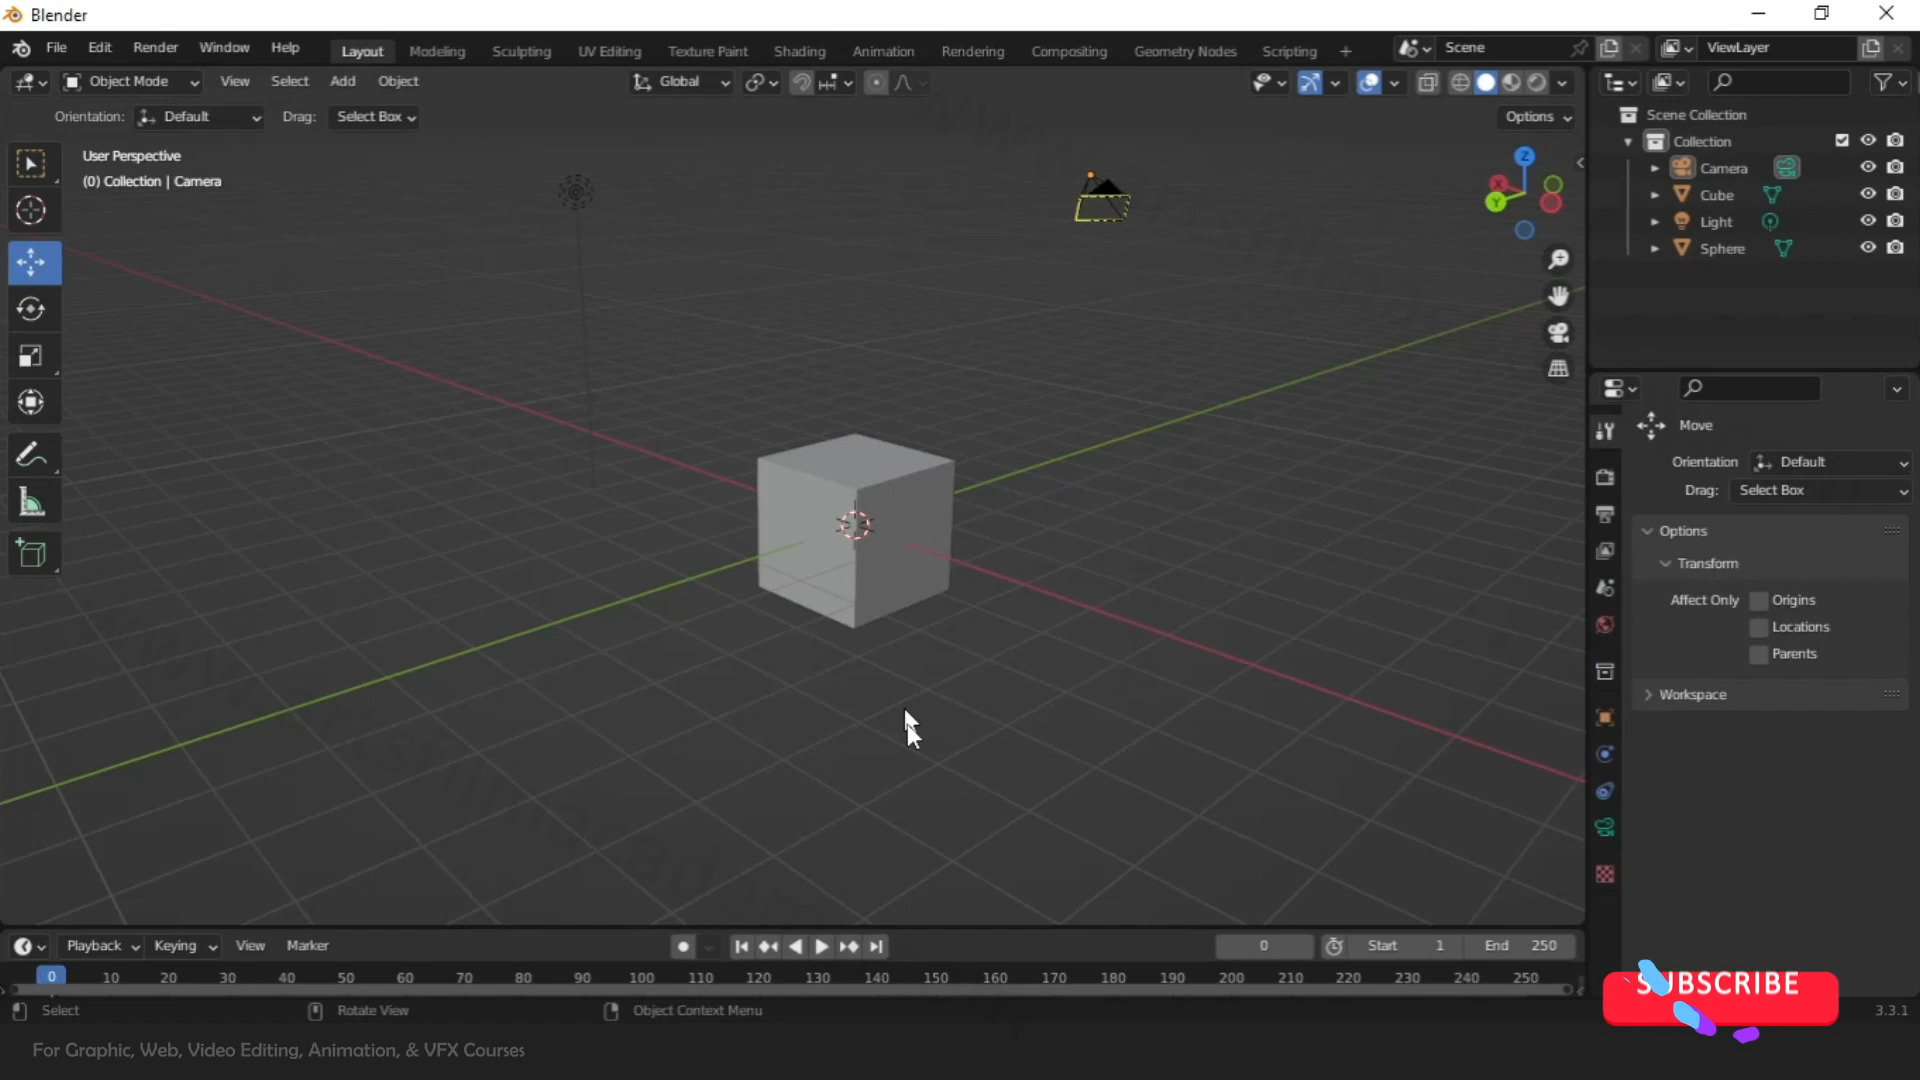 Blender
File Edit Render Window Help Layout Modeling Sculpting UV Editing Texture Paint Shading Animation Rendering Compositing Geometry Nodes Scripting + Scene ViewLayer
Object Mode View Select Add Object Global
Orientation: Default Drag: Select Box Options
User Perspective
(0) Collection | Camera
Z
X
Y
Scene Collection
Collection
Camera
Cube
Light
Sphere
Move
Orientation Default
Drag: Select Box
Options
Transform
Affect Only Origins
Locations
Parents
Workspace
Playback Keying View Marker 0 Start 1 End 250
0 10 20 30 40 50 60 70 80 90 100 110 120 130 140 150 160 170 180 190 200 210 220 230 240 250
Select Rotate View Object Context Menu 3.3.1
SUBSCRIBE
For Graphic, Web, Video Editing, Animation, & VFX Courses